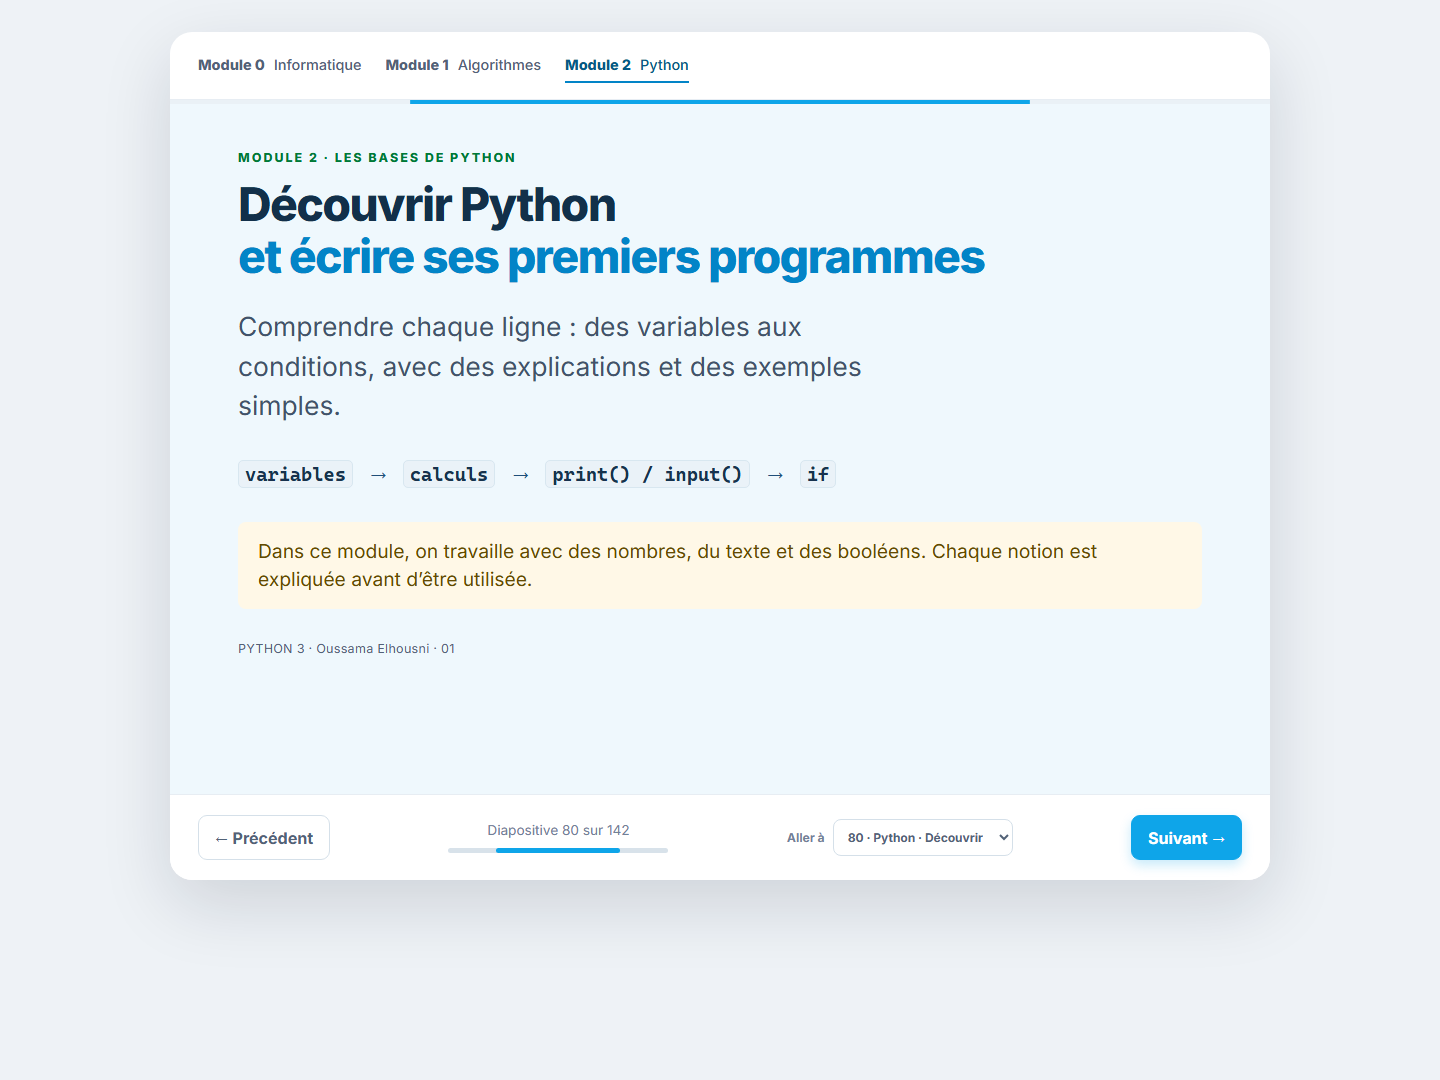 Module 0 Informatique Module 1 Algorithmes Module 2 Python
MODULE 2 · LES BASES DE PYTHON
Découvrir Python
et écrire ses premiers programmes
Comprendre chaque ligne : des variables aux
conditions, avec des explications et des exemples
simples.
variables → calculs → print() / input() → if
Dans ce module, on travaille avec des nombres, du texte et des booléens. Chaque notion est
expliquée avant d’être utilisée.
PYTHON 3 · Oussama Elhousni · 01
← Précédent
Diapositive 80 sur 142
Aller à 80 · Python · Découvrir
Suivant →